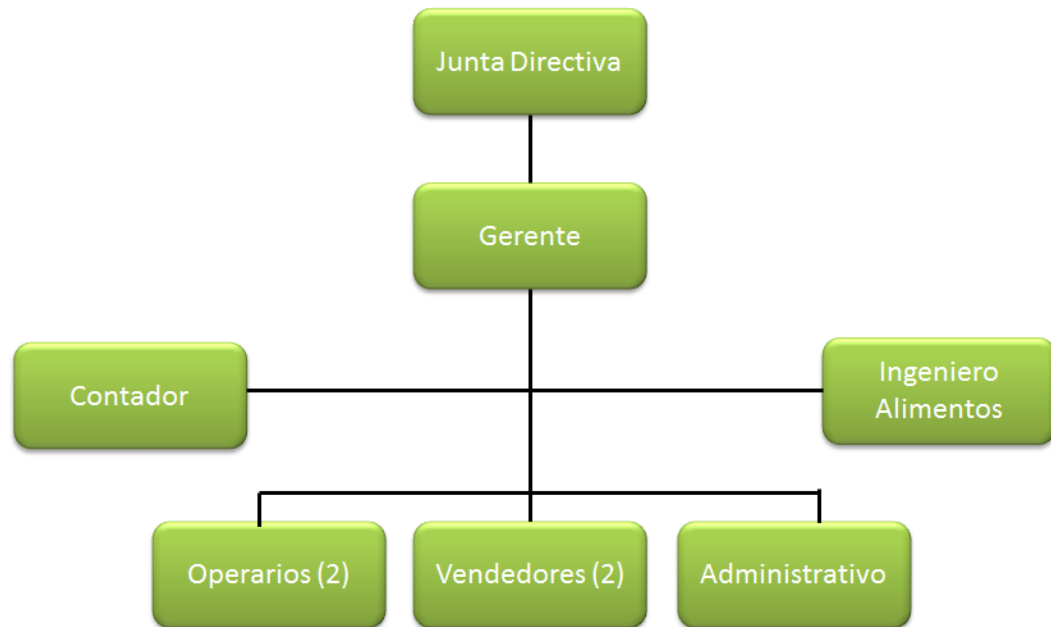 Junta Directiva
Gerente
Contador
Ingeniero
Alimentos
Operarios (2)
Vendedores (2)
Administrativo